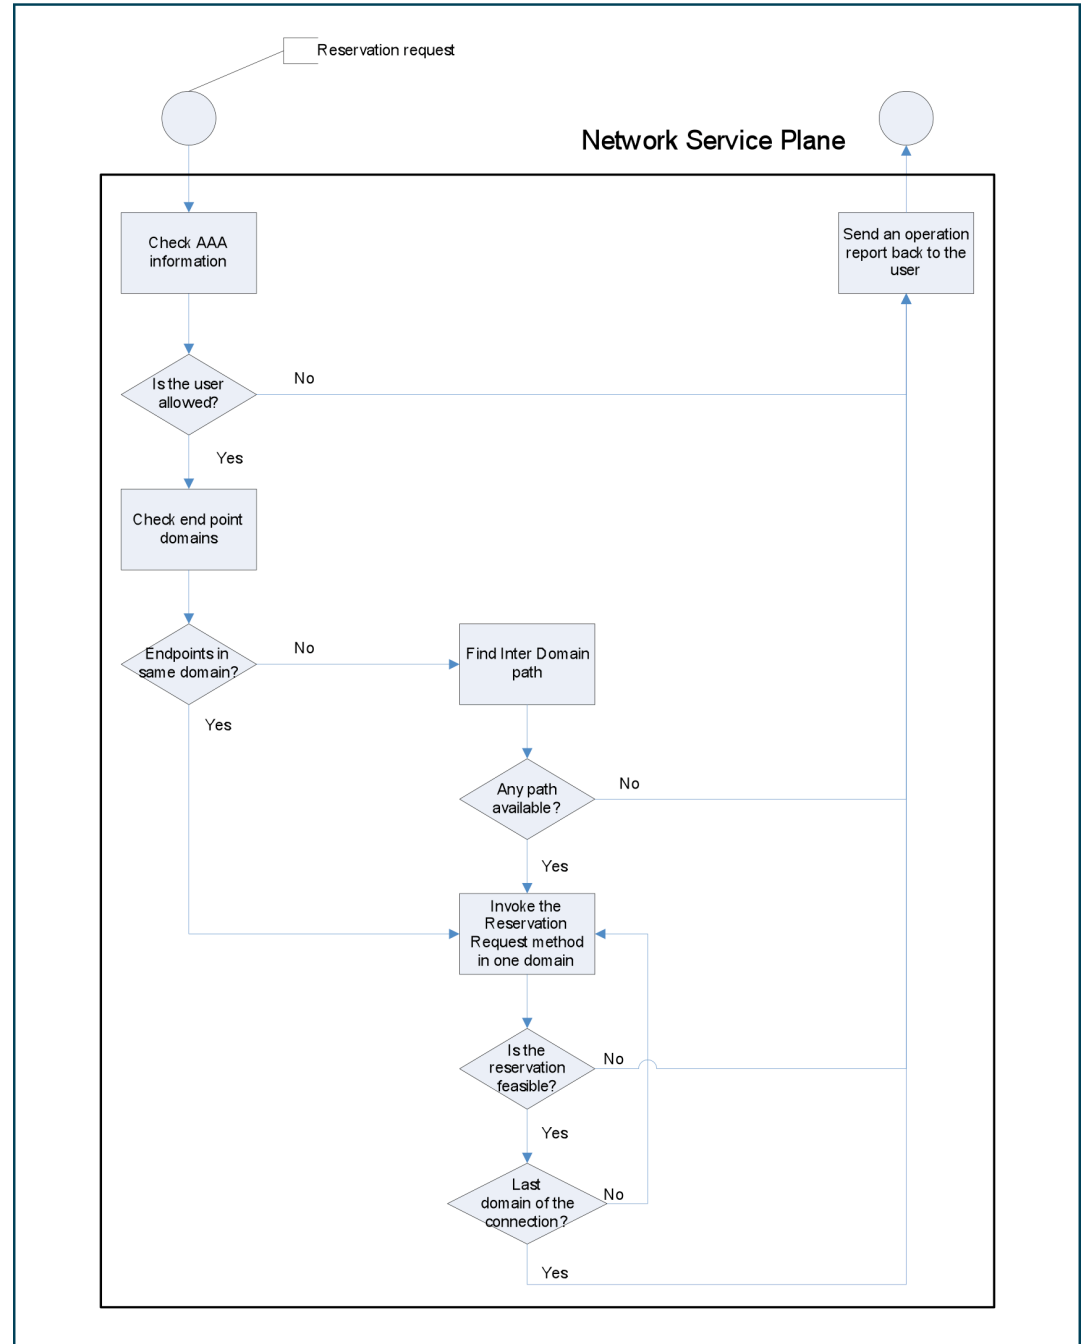 Reservation request
Network Service Plane
Check AAA
information
Send an operation
report back to the
user
Is the user
allowed?
No
Yes
Check end point
domains
Endpoints in
same domain?
No
Yes
Find Inter Domain
path
Any path
available?
No
Yes
Invoke the
Reservation
Request method
in one domain
Is the
reservation
feasible?
No
Yes
Last
domain of the
connection?
No
Yes